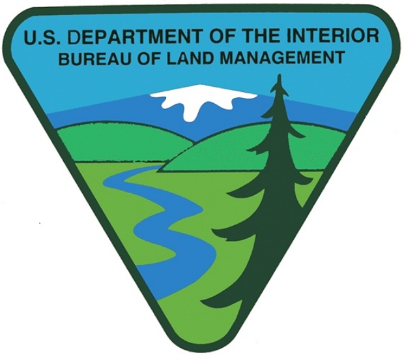 U.S. DEPARTMENT OF THE INTERIOR
BUREAU OF LAND MANAGEMENT